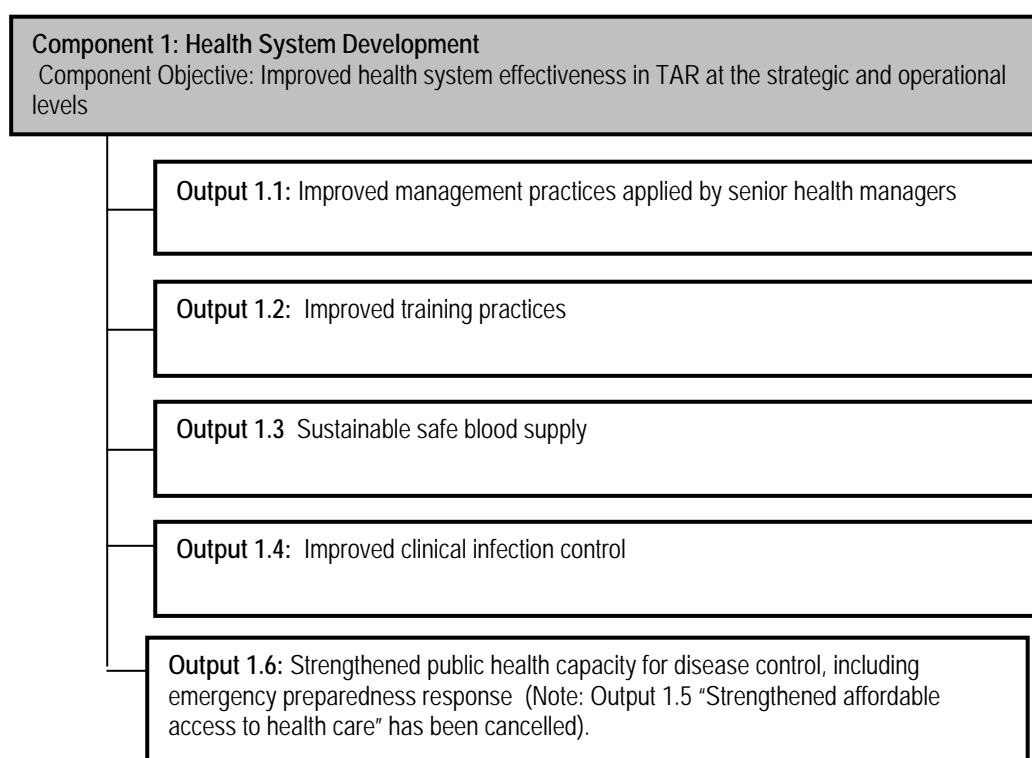 Component 1: Health System Development
Component Objective: Improved health system effectiveness in TAR at the strategic and operational
levels
Output 1.1: Improved management practices applied by senior health managers
Output 1.2: Improved training practices
Output 1.3 Sustainable safe blood supply
Output 1.4: Improved clinical infection control
Output 1.6: Strengthened public health capacity for disease control, including
emergency preparedness response (Note: Output 1.5 “Strengthened affordable
access to health care” has been cancelled).